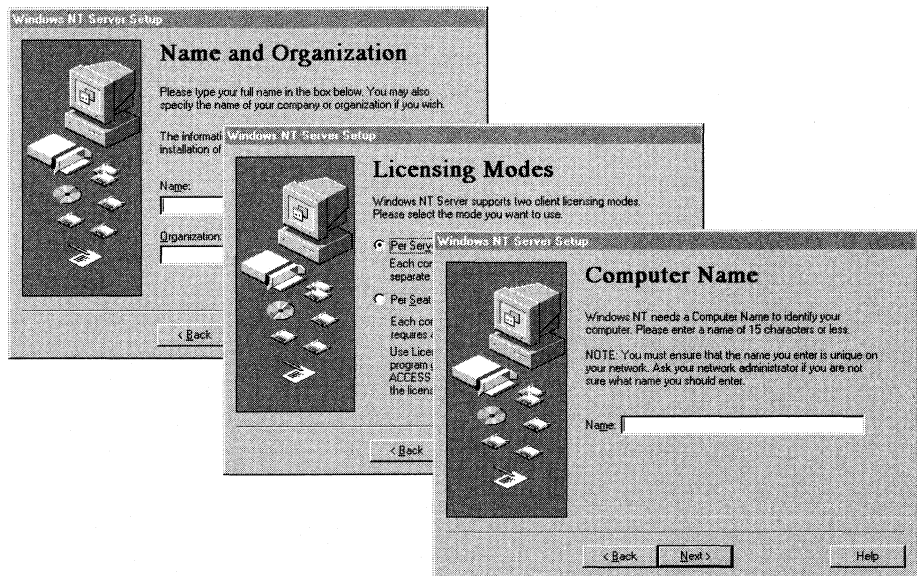 Windows NT Server Setup
Name and Organization
Please type your full name in the box below. You may also
specify the name of your company or organization if you wish.
The informati
installation of
Name:
Organization:
< Back
Windows NT Server Setup
Licensing Modes
Windows NT Server supports two client licensing modes.
Please select the mode you want to use.
Per Serv
Each con
separate
Per Seat
Each con
requires
Use Licen
program
ACCESS
the licens
< Back
Windows NT Server Setup
Computer Name
Windows NT needs a Computer Name to identify your
computer. Please enter a name of 15 characters or less.
NOTE: You must ensure that the name you enter is unique on
your network. Ask your network administrator if you are not
sure what name you should enter.
Name:
< Back
Next >
Help